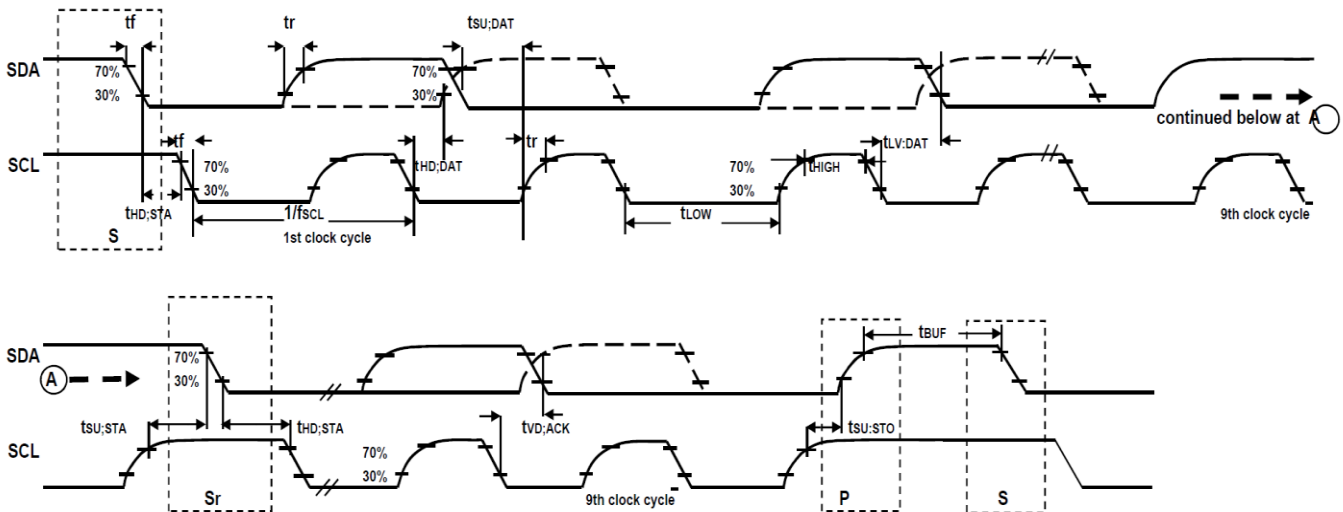 tf tr tSU;DAT
SDA 70% 70%
30% 30%
continued below at A
tf tr tLV:DAT
SCL 70% tHD;DAT 70% tHIGH
30% 30%
tHD;STA 1/fSCL tLOW
S 1st clock cycle 9th clock cycle
tBUF
SDA 70%
A 30%
tSU;STA tHD;STA tVD;ACK tSU:STO
SCL 70%
30%
Sr 9th clock cycle P S